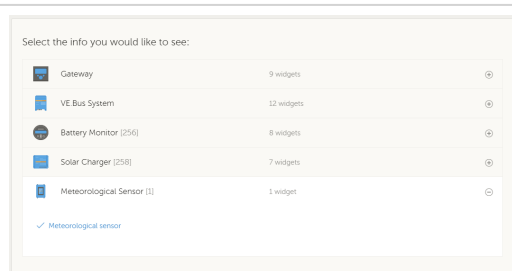 Select the info you would like to see:
Gateway 9 widgets
VE.Bus System 12 widgets
Battery Monitor [256] 8 widgets
Solar Charger [258] 7 widgets
Meteorological Sensor [1] 1 widget
Meteorological sensor